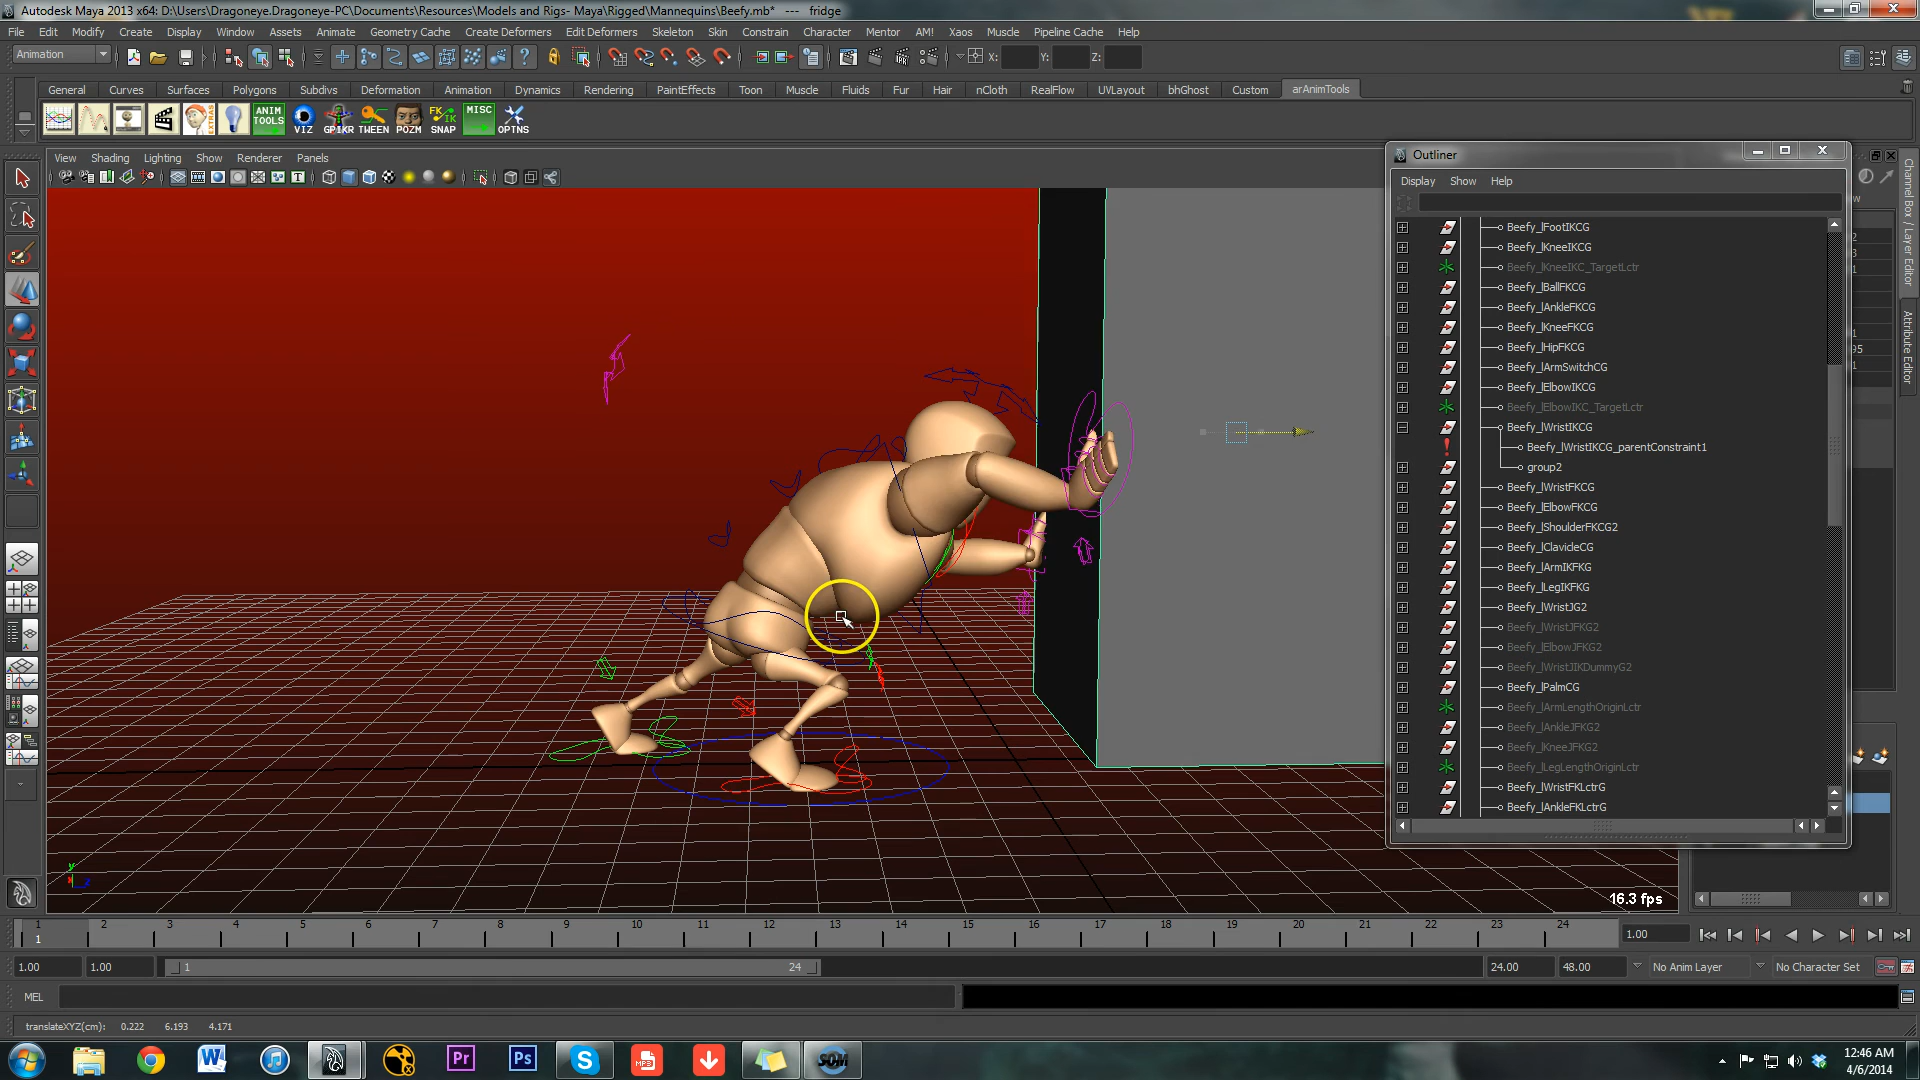 Autodesk Maya 2013 x64: D:\Users\Dragoneye.Dragoneye-PC\Documents\Resources\Models and Rigs- Maya\Rigged\Mannequins\Beefy.mb*   ---   fridge
File Edit Modify Create Display Window Assets Animate Geometry Cache Create Deformers Edit Deformers Skeleton Skin Constrain Character Mentor AM! Xaos Muscle Pipeline Cache Help
Animation X: Y: Z:
General Curves Surfaces Polygons Subdivs Deformation Animation Dynamics Rendering PaintEffects Toon Muscle Fluids Fur Hair nCloth RealFlow UVLayout bhGhost Custom arAnimTools
EXTRAS ANIM TOOLS VIZ GPIKR TWEEN POZM FK/IK SNAP MISC OPTNS
View Shading Lighting Show Renderer Panels
Outliner
Display Show Help
Beefy_lFootIKCG
Beefy_lKneeIKCG
Beefy_lKneeIKC_TargetLctr
Beefy_lBallFKCG
Beefy_lAnkleFKCG
Beefy_lKneeFKCG
Beefy_lHipFKCG
Beefy_lArmSwitchCG
Beefy_lElbowIKCG
Beefy_lElbowIKC_TargetLctr
Beefy_lWristIKCG
Beefy_lWristIKCG_parentConstraint1
group2
Beefy_lWristFKCG
Beefy_lElbowFKCG
Beefy_lShoulderFKCG2
Beefy_lClavicleCG
Beefy_lArmIKFKG
Beefy_lLegIKFKG
Beefy_lWristJG2
Beefy_lWristJFKG2
Beefy_lElbowJFKG2
Beefy_lWristJIKDummyG2
Beefy_lPalmCG
Beefy_lArmLengthOriginLctr
Beefy_lAnkleJFKG2
Beefy_lKneeJFKG2
Beefy_lLegLengthOriginLctr
Beefy_lWristFKLctrG
Beefy_lAnkleFKLctrG
Channel Box / Layer Editor
Attribute Editor
y
z
16.3 fps
1 2 3 4 5 6 7 8 9 10 11 12 13 14 15 16 17 18 19 20 21 22 23 24
1
1.00
1.00 1.00 1 24 24.00 48.00 No Anim Layer No Character Set
MEL
translateXYZ(cm): 0.222 6.193 4.171
W Pr Ps S MP3 SOM
12:46 AM
4/6/2014